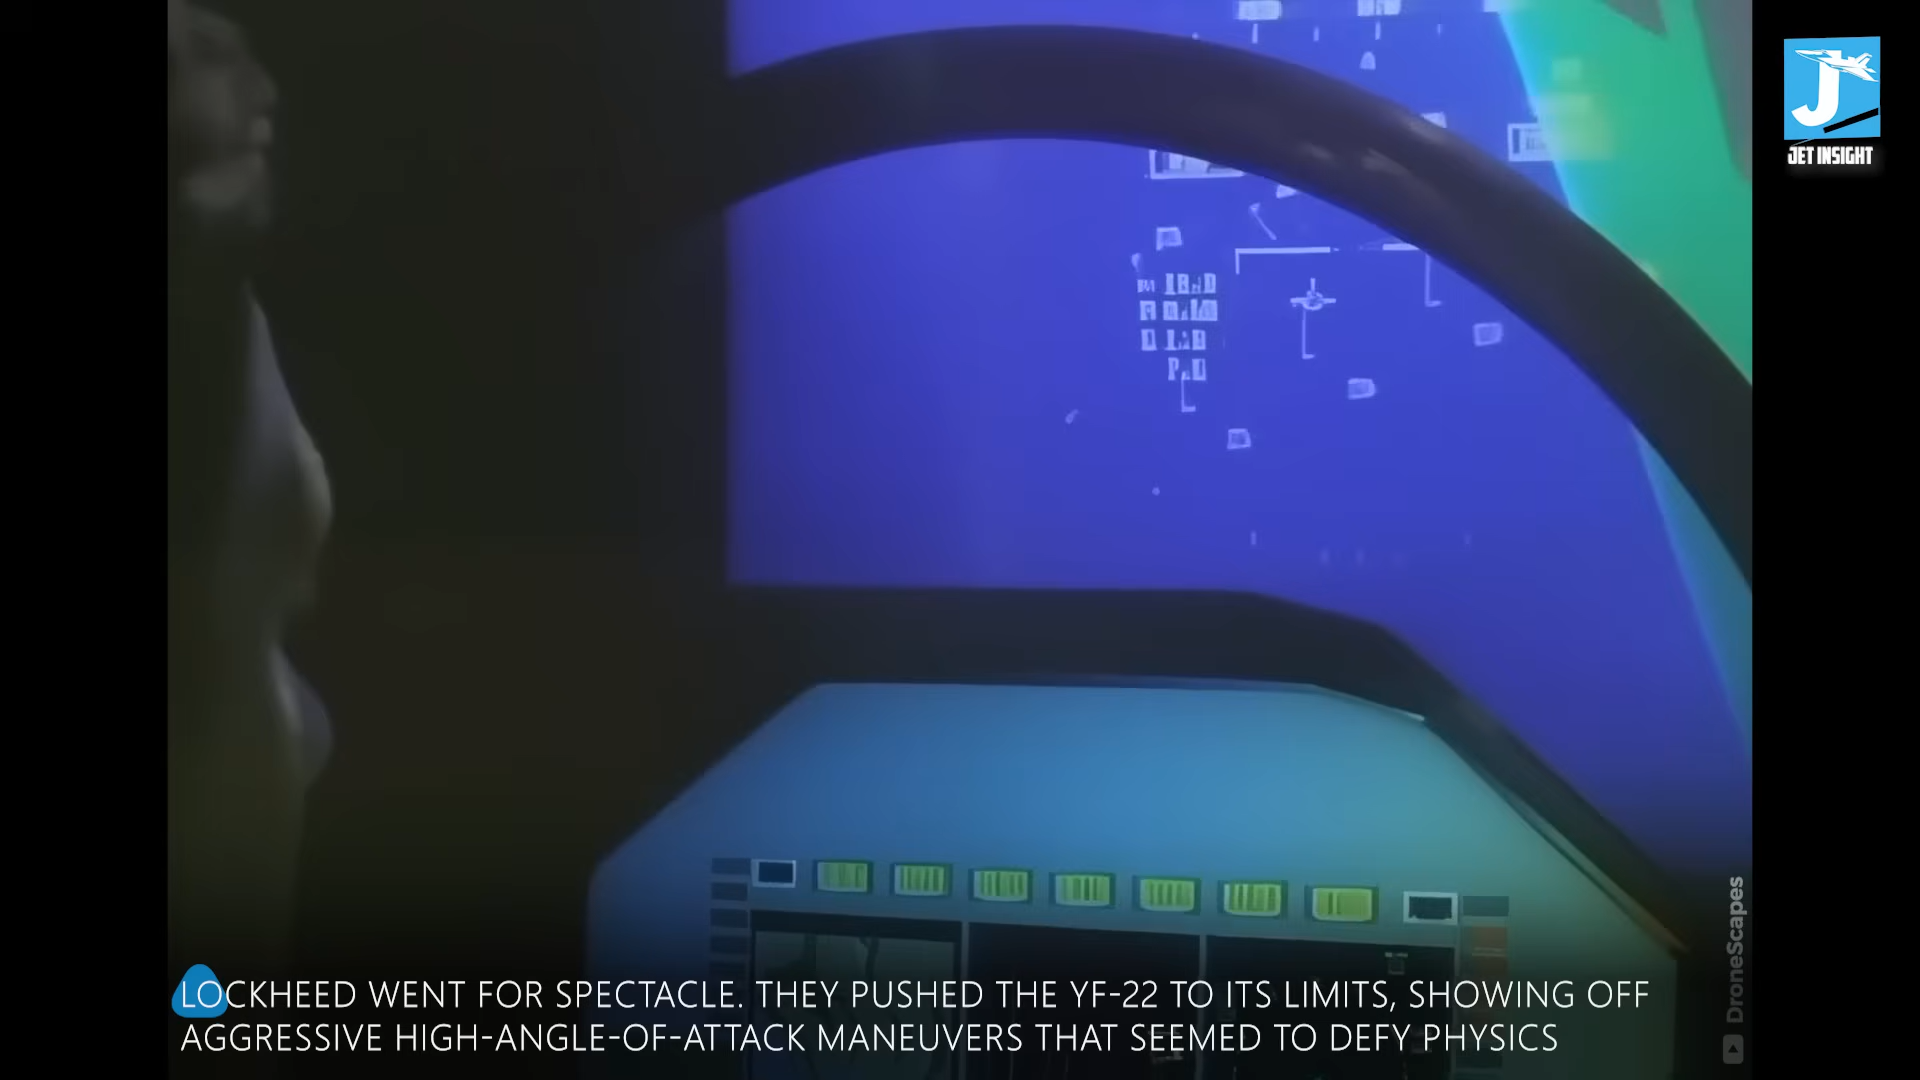 JET INSIGHT
DroneScapes
LOCKHEED WENT FOR SPECTACLE. THEY PUSHED THE YF-22 TO ITS LIMITS, SHOWING OFF
AGGRESSIVE HIGH-ANGLE-OF-ATTACK MANEUVERS THAT SEEMED TO DEFY PHYSICS